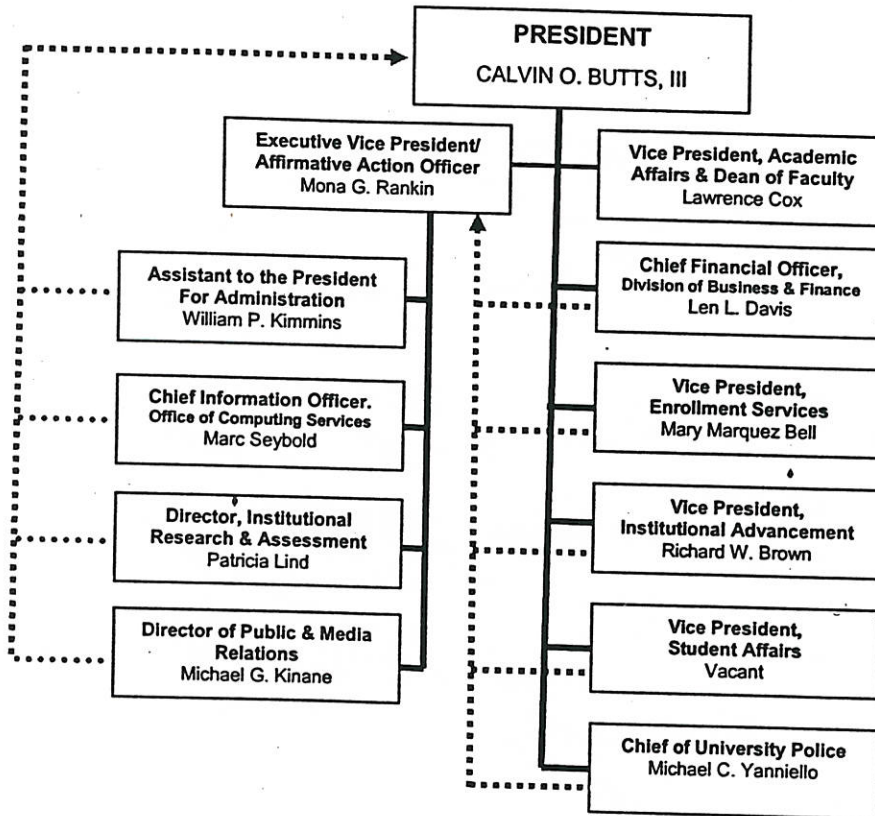 PRESIDENT
CALVIN O. BUTTS, III
Executive Vice President/
Affirmative Action Officer
Mona G. Rankin
Vice President, Academic
Affairs & Dean of Faculty
Lawrence Cox
Assistant to the President
For Administration
William P. Kimmins
Chief Financial Officer,
Division of Business & Finance
Len L. Davis
Chief Information Officer.
Office of Computing Services
Marc Seybold
Vice President,
Enrollment Services
Mary Marquez Bell
Director, Institutional
Research & Assessment
Patricia Lind
Vice President,
Institutional Advancement
Richard W. Brown
Director of Public & Media
Relations
Michael G. Kinane
Vice President,
Student Affairs
Vacant
Chief of University Police
Michael C. Yanniello